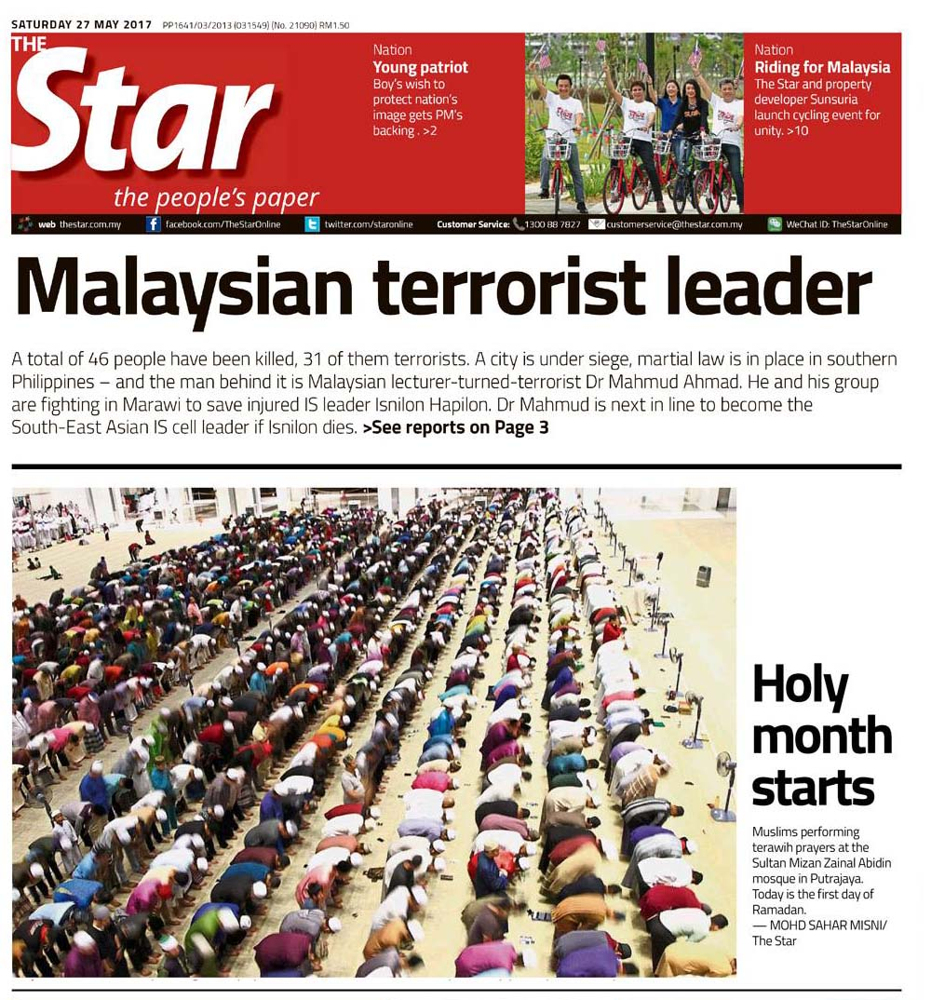 SATURDAY 27 MAY 2017 PP1641/03/2013 (031549) (No. 21090) RM1.50
THE
Star
the people's paper
Nation
Young patriot
Boy's wish to
protect nation's
image gets PM's
backing . >2
Nation
Riding for Malaysia
The Star and property
developer Sunsuria
launch cycling event for
unity. >10
web thestar.com.my facebook.com/TheStarOnline twitter.com/staronline Customer Service: 1300 88 7827 customerservice@thestar.com.my WeChat ID: TheStarOnline
Malaysian terrorist leader
A total of 46 people have been killed, 31 of them terrorists. A city is under siege, martial law is in place in southern
Philippines – and the man behind it is Malaysian lecturer-turned-terrorist Dr Mahmud Ahmad. He and his group
are fighting in Marawi to save injured IS leader Isnilon Hapilon. Dr Mahmud is next in line to become the
South-East Asian IS cell leader if Isnilon dies. >See reports on Page 3
Holy
month
starts
Muslims performing
terawih prayers at the
Sultan Mizan Zainal Abidin
mosque in Putrajaya.
Today is the first day of
Ramadan.
— MOHD SAHAR MISNI/
The Star